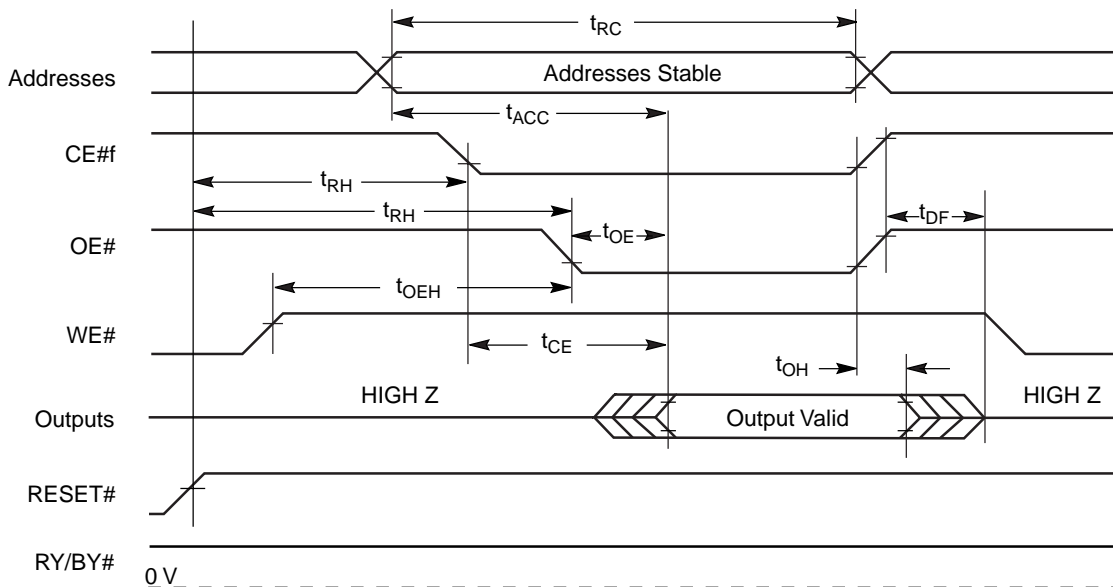 tRC
Addresses
Addresses Stable
tACC
CE#f
tRH
tRH
tDF
OE#
tOE
tOEH
WE#
tCE
tOH
HIGH Z
HIGH Z
Outputs
Output Valid
RESET#
RY/BY#
0 V